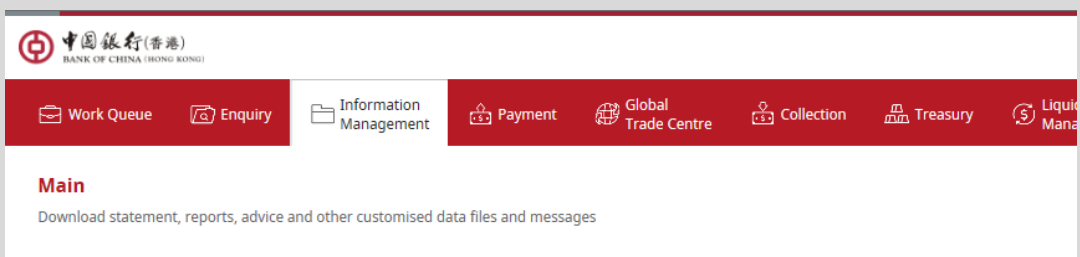 中国銀行(香港)
BANK OF CHINA (HONG KONG)
Work Queue
Enquiry
Information
Management
Payment
Global
Trade Centre
Collection
Treasury
Main
Download statement, reports, advice and other customised data files and messages